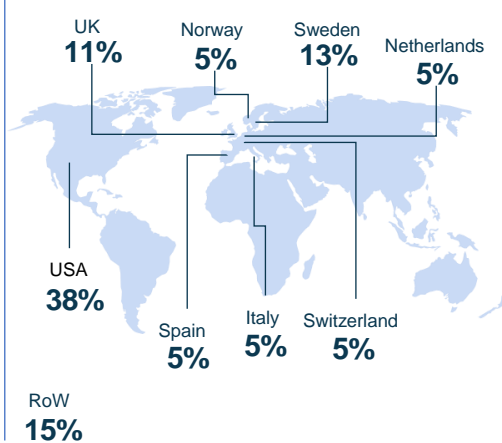 UK
11%
Norway
5%
Sweden
13%
Netherlands
5%
USA
38%
Spain
5%
Italy
5%
Switzerland
5%
RoW
15%